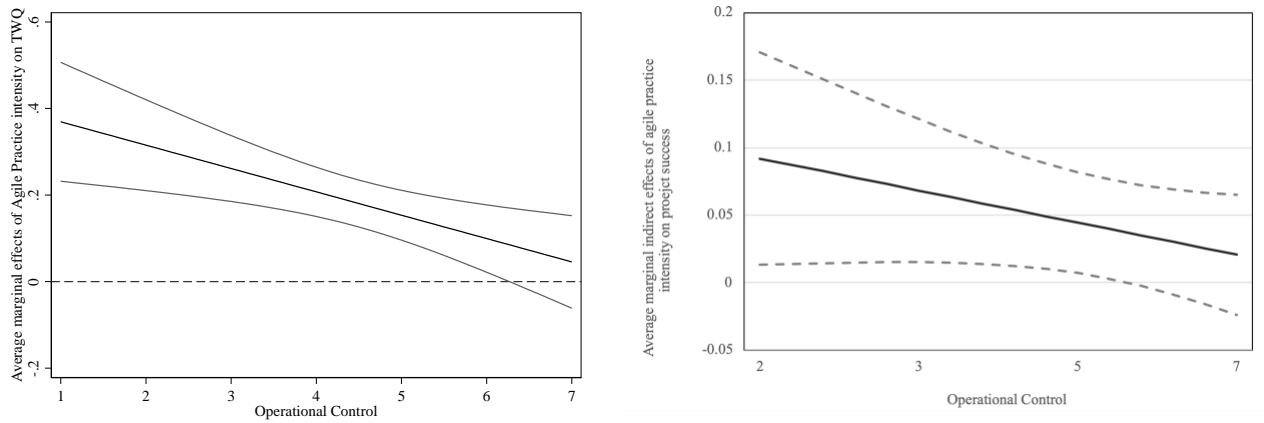 Average marginal effects of Agile Practice intensity on TWQ
.6
.4
.2
0
-.2
1 2 3 4 5 6 7
Operational Control
Average marginal indirect effects of agile practice
intensity on proejct success
0.2
0.15
0.1
0.05
0
-0.05
2 3 5 7
Operational Control